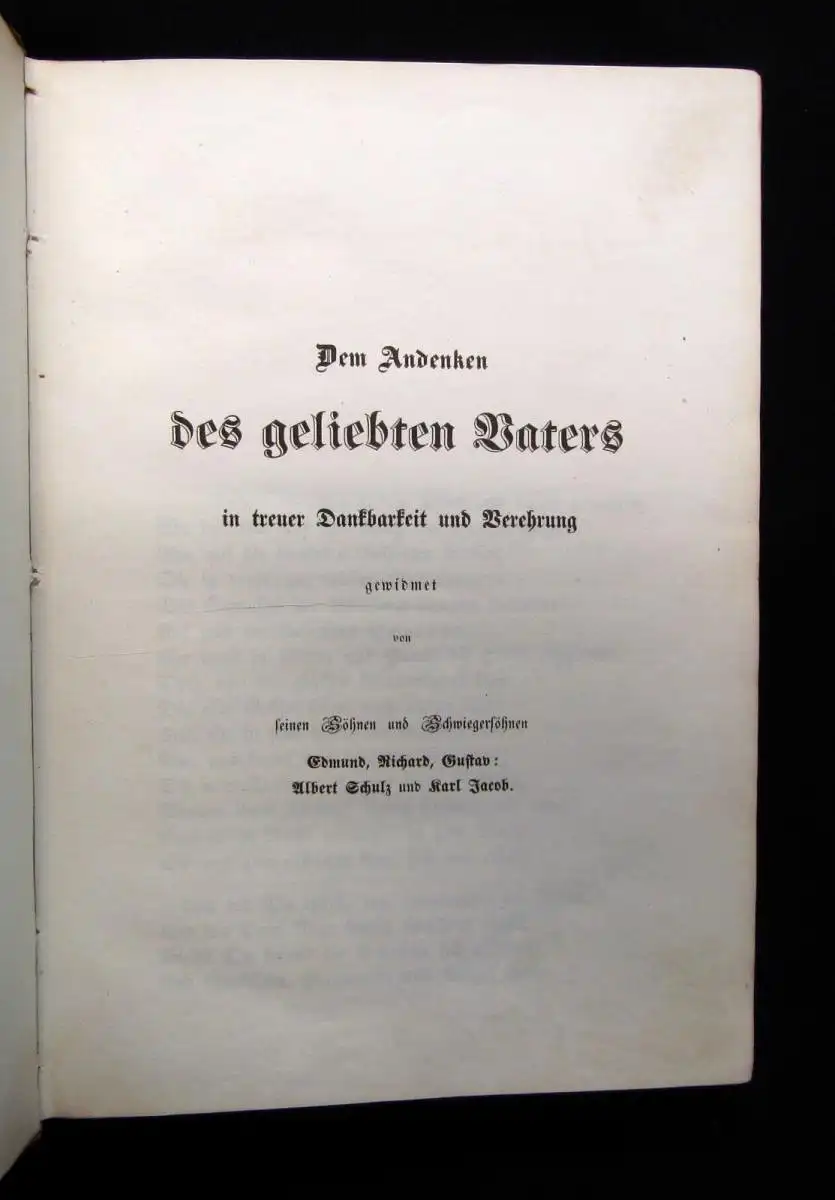 Dem Andenken
des geliebten Vaters
in treuer Dankbarkeit und Verehrung
gewidmet
von
seinen Söhnen und Schwiegersöhnen
Edmund, Richard, Gustav:
Albert Schulz und Karl Jacob.